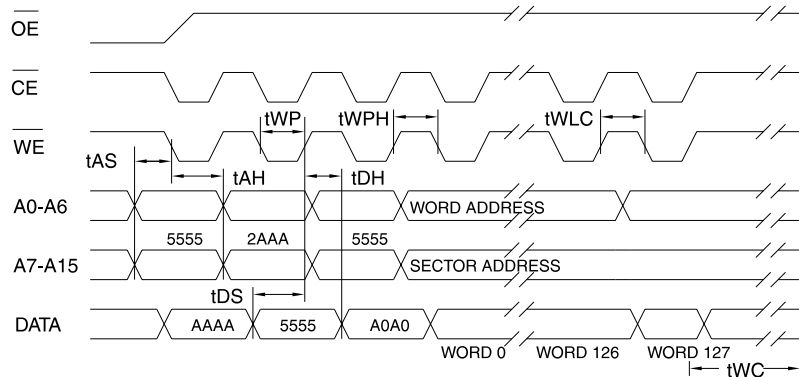 OE
CE
tWP tWPH tWLC
WE
tAS
tAH tDH
A0-A6 WORD ADDRESS
5555 2AAA 5555
A7-A15 SECTOR ADDRESS
tDS
DATA AAAA 5555 A0A0
WORD 0 WORD 126 WORD 127
tWC